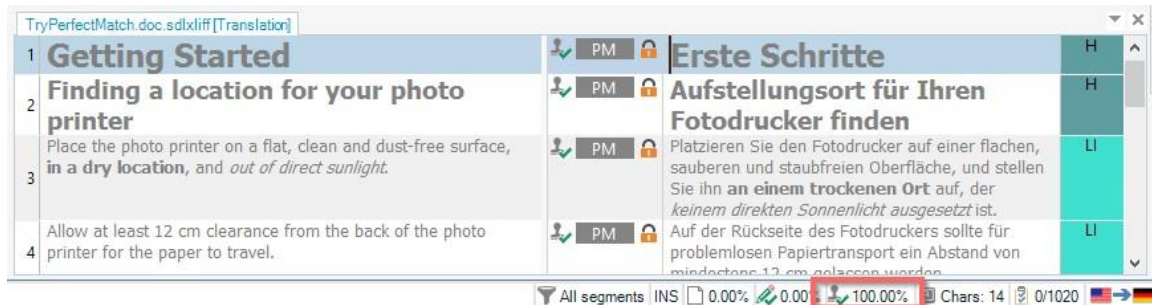 TryPerfectMatch.doc.sdlxliff [Translation]
1 Getting Started PM Erste Schritte H
2 Finding a location for your photo PM Aufstellungsort für Ihren H
printer Fotodrucker finden
3 Place the photo printer on a flat, clean and dust-free surface, PM Platzieren Sie den Fotodrucker auf einer flachen, LI
in a dry location, and out of direct sunlight. sauberen und staubfreien Oberfläche, und stellen
Sie ihn an einem trockenen Ort auf, der
keinem direkten Sonnenlicht ausgesetzt ist.
4 Allow at least 12 cm clearance from the back of the photo PM Auf der Rückseite des Fotodruckers sollte für LI
printer for the paper to travel. problemlosen Papiertransport ein Abstand von
mindestens 12 cm gelassen werden.
All segments INS 0.00% 0.00% 100.00% Chars: 14 0/1020